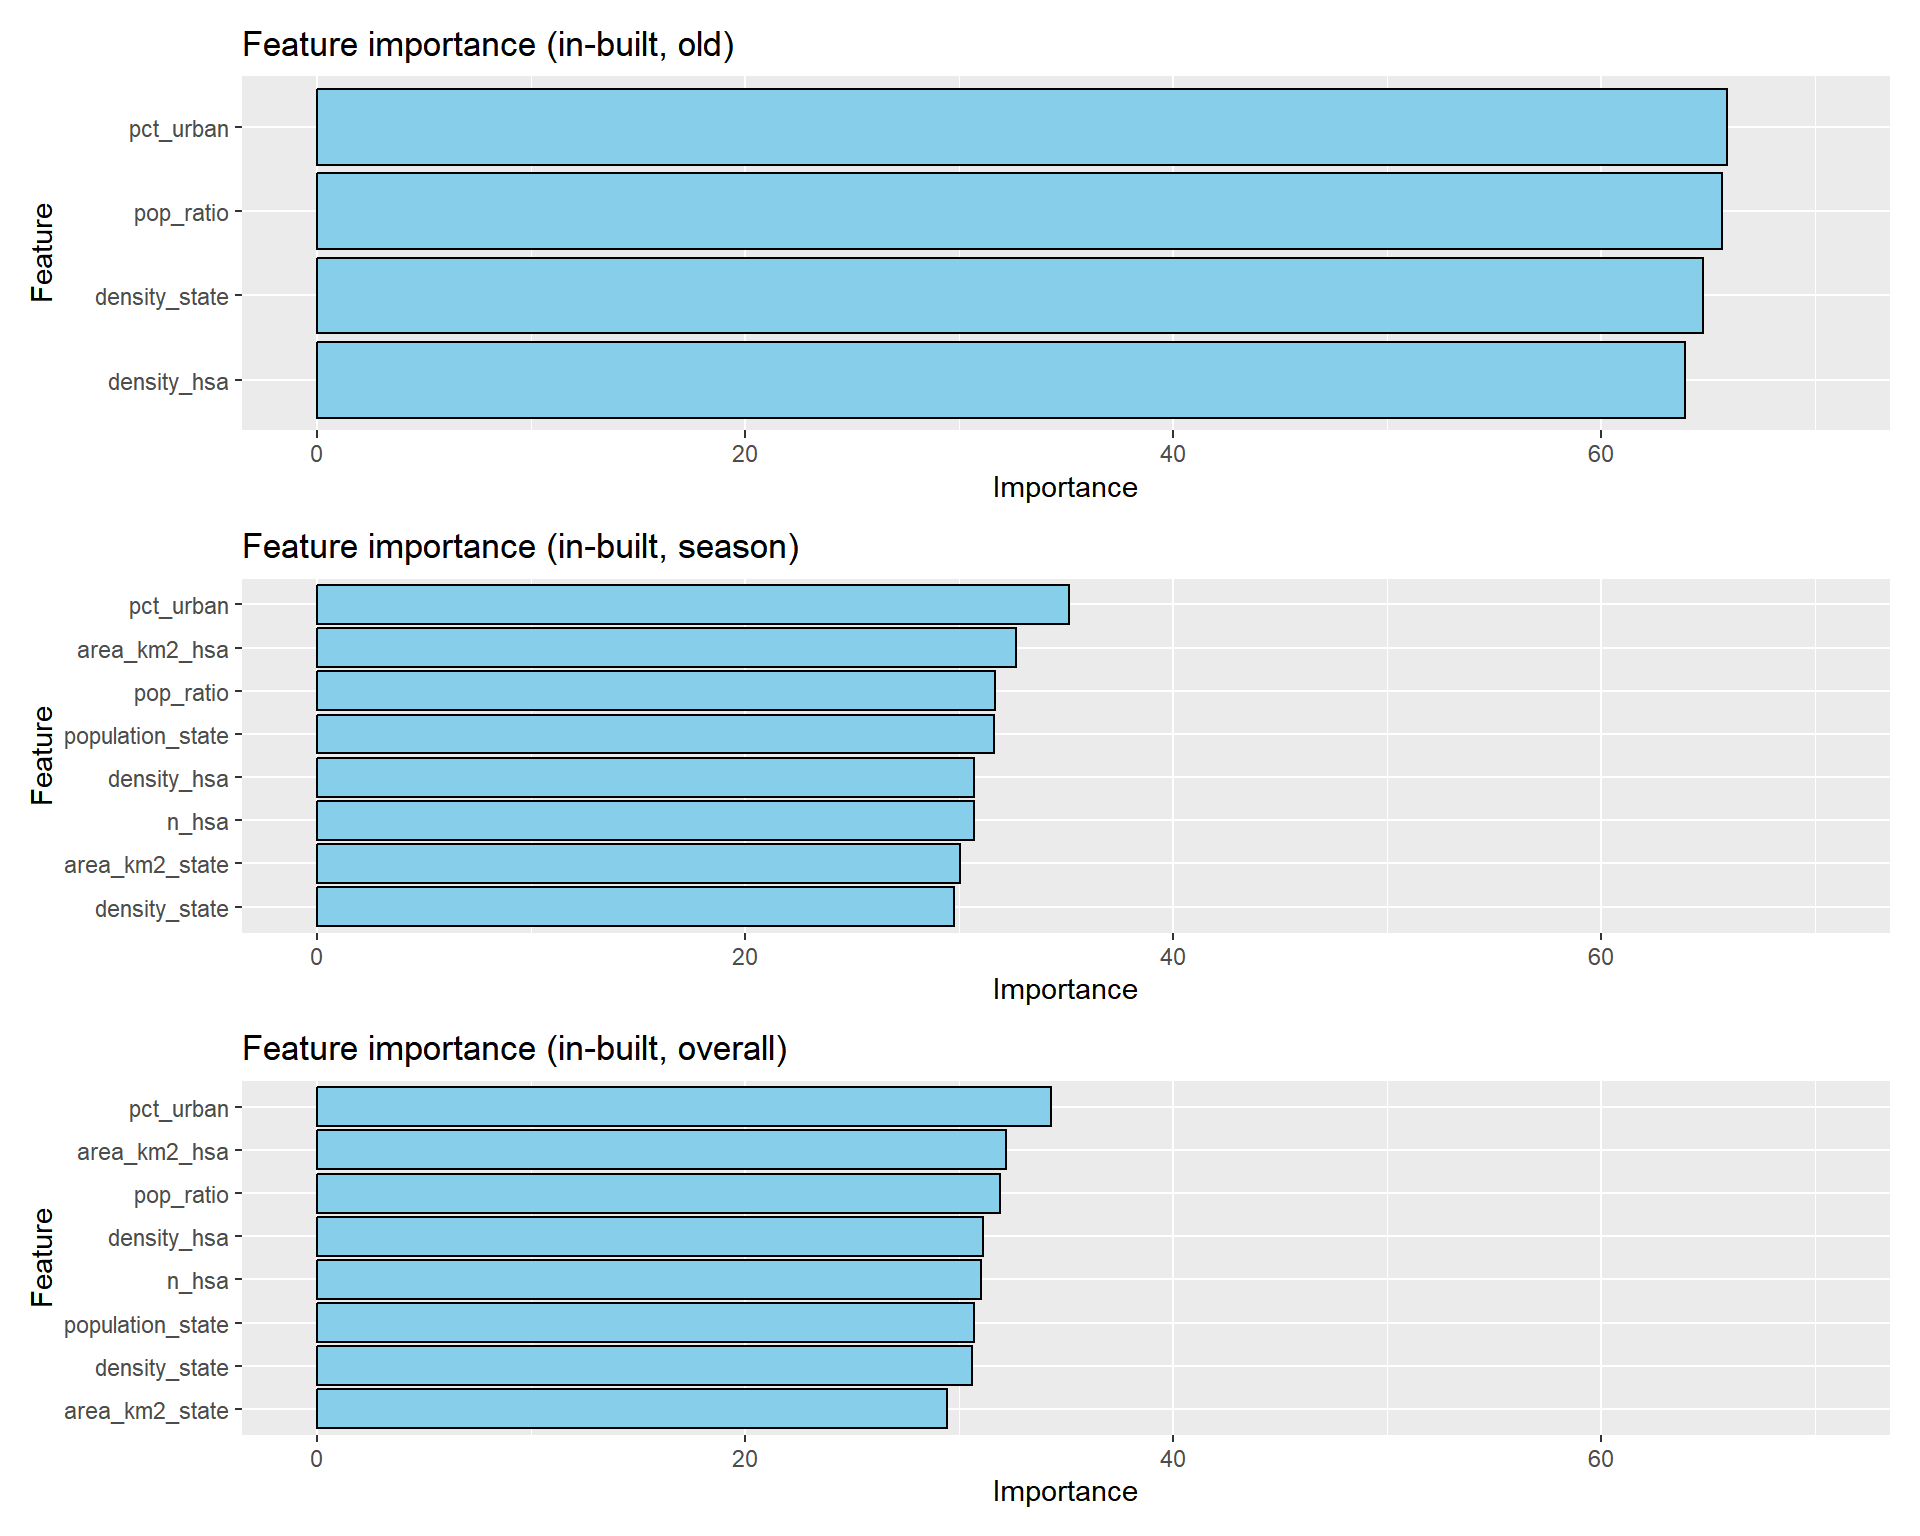 Feature importance (in-built, old)
pct_urban
pop_ratio
density_state
density_hsa
Feature
0 20 40 60
Importance
Feature importance (in-built, season)
pct_urban
area_km2_hsa
pop_ratio
population_state
density_hsa
n_hsa
area_km2_state
density_state
Feature
0 20 40 60
Importance
Feature importance (in-built, overall)
pct_urban
area_km2_hsa
pop_ratio
density_hsa
n_hsa
population_state
density_state
area_km2_state
Feature
0 20 40 60
Importance